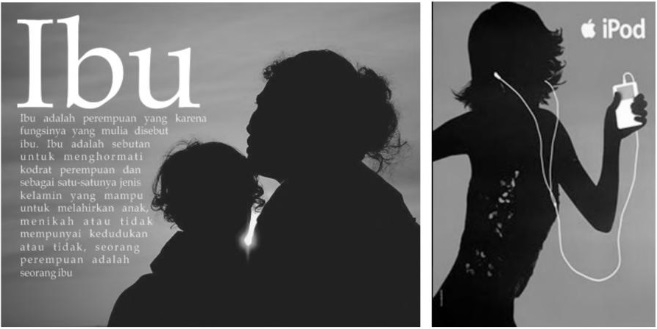 Ibu
Ibu adalah perempuan yang karena
fungsinya yang mulia disebut
ibu. Ibu adalah sebutan
untuk menghormati
kodrat perempuan dan
sebagai satu-satunya jenis
kelamin yang mampu
untuk melahirkan anak,
menikah atau tidak
mempunyai kedudukan
atau tidak, seorang
perempuan adalah
seorang ibu
iPod